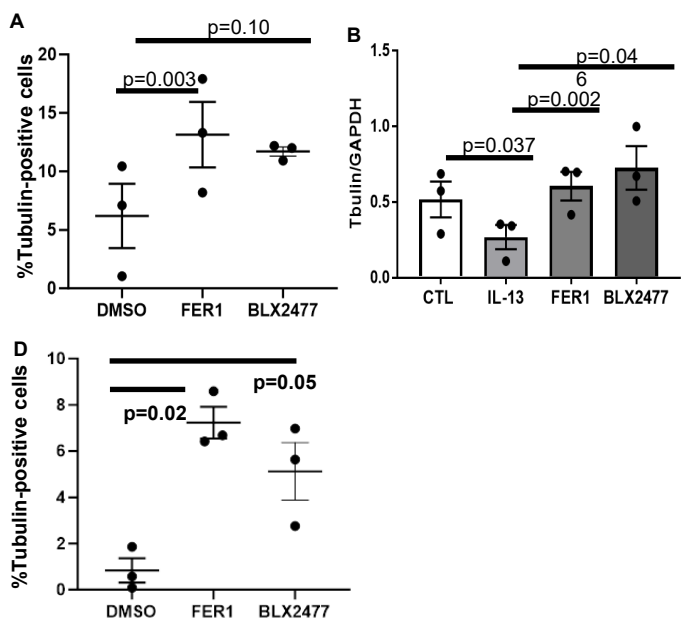 A
p=0.10
p=0.003
%Tubulin-positive cells
20
15
10
5
0
DMSO FER1 BLX2477
B
p=0.04
6
p=0.002
p=0.037
Tbulin/GAPDH
1.5
1.0
0.5
0.0
CTL IL-13 FER1 BLX2477
D
p=0.05
p=0.02
%Tubulin-positive cells
10
8
6
4
2
0
DMSO FER1 BLX2477